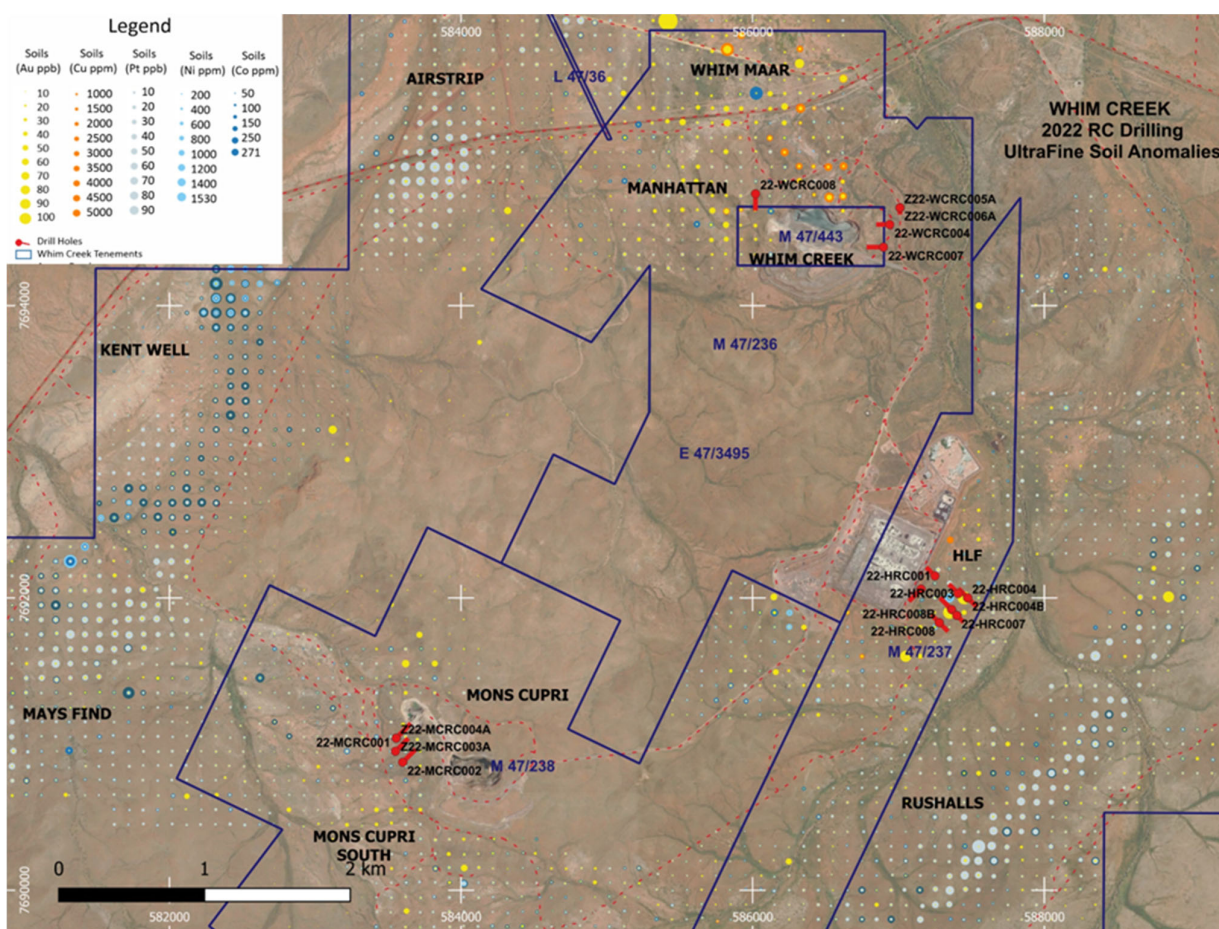 Legend
Soils (Au ppb)
10
20
30
40
50
60
70
80
90
100
Soils (Cu ppm)
1000
1500
2000
2500
3000
3500
4000
4500
5000
Soils (Pt ppb)
10
20
30
40
50
60
70
80
90
Soils (Ni ppm)
200
400
600
800
1000
1200
1400
1530
Soils (Co ppm)
50
100
150
250
271
Drill Holes
Whim Creek Tenements
584000
586000
588000
AIRSTRIP
L 47/36
WHIM MAAR
WHIM CREEK
2022 RC Drilling
UltraFine Soil Anomalies
MANHATTAN
22-WCRC008
Z22-WCRC005A
Z22-WCRC006A
22-WCRC004
M 47/443
WHIM CREEK
22-WCRC007
7694000
KENT WELL
M 47/236
E 47/3495
HLF
22-HRC001
7692000
22-HRC003
22-HRC004
22-HRC004B
22-HRC008B
22-HRC007
22-HRC008
M 47/237
MONS CUPRI
MAYS FIND
Z22-MCRC004A
22-MCRC001
Z22-MCRC003A
22-MCRC002
M 47/238
RUSHALLS
MONS CUPRI
SOUTH
0
1
2 km
7690000
582000
584000
586000
588000